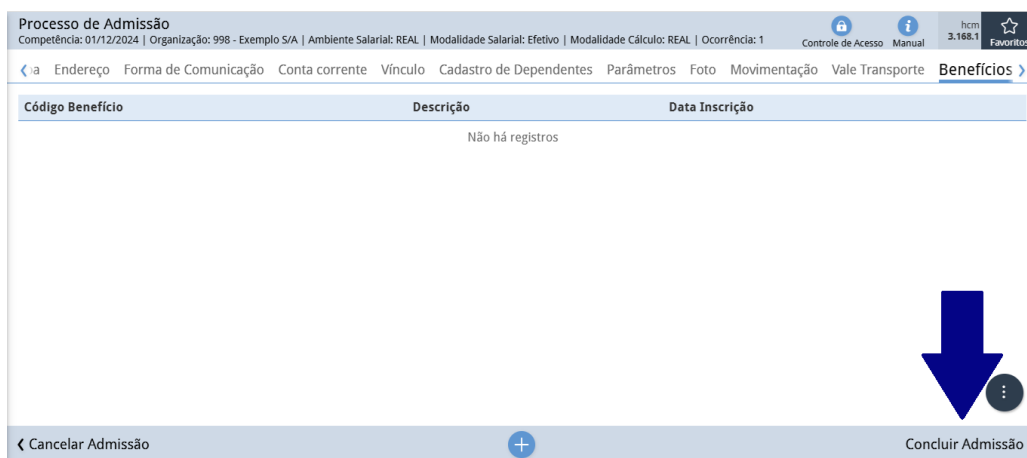 Processo de Admissão
Competência: 01/12/2024 | Organização: 998 - Exemplo S/A | Ambiente Salarial: REAL | Modalidade Salarial: Efetivo | Modalidade Cálculo: REAL | Ocorrência: 1
Controle de Acesso
Manual
hcm
3.168.1
Favoritos
Endereço Forma de Comunicação Conta corrente Vínculo Cadastro de Dependentes Parâmetros Foto Movimentação Vale Transporte Benefícios
Código Benefício Descrição Data Inscrição
Não há registros
Cancelar Admissão
Concluir Admissão